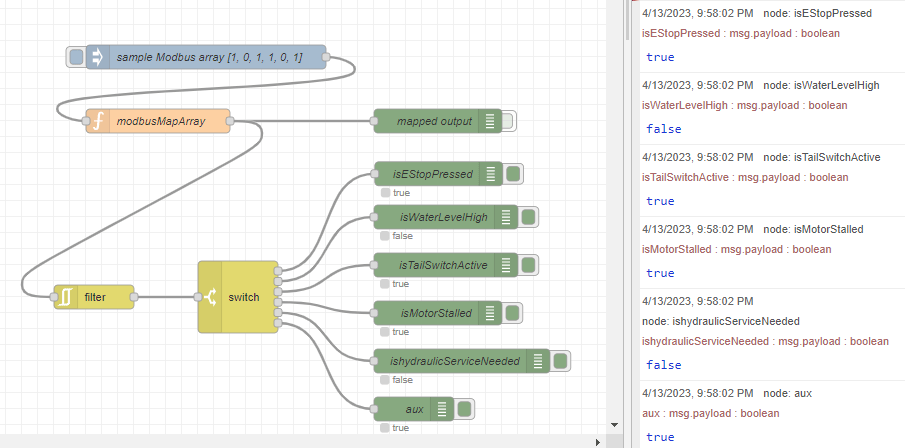 sample Modbus array [1, 0, 1, 1, 0, 1]
modbusMapArray
mapped output
isEStopPressed
true
isWaterLevelHigh
false
isTailSwitchActive
true
filter
switch
isMotorStalled
true
ishydraulicServiceNeeded
false
aux
true
4/13/2023, 9:58:02 PM node: isEStopPressed
isEStopPressed : msg.payload : boolean
true
4/13/2023, 9:58:02 PM node: isWaterLevelHigh
isWaterLevelHigh : msg.payload : boolean
false
4/13/2023, 9:58:02 PM node: isTailSwitchActive
isTailSwitchActive : msg.payload : boolean
true
4/13/2023, 9:58:02 PM node: isMotorStalled
isMotorStalled : msg.payload : boolean
true
4/13/2023, 9:58:02 PM
node: ishydraulicServiceNeeded
ishydraulicServiceNeeded : msg.payload : boolean
false
4/13/2023, 9:58:02 PM node: aux
aux : msg.payload : boolean
true